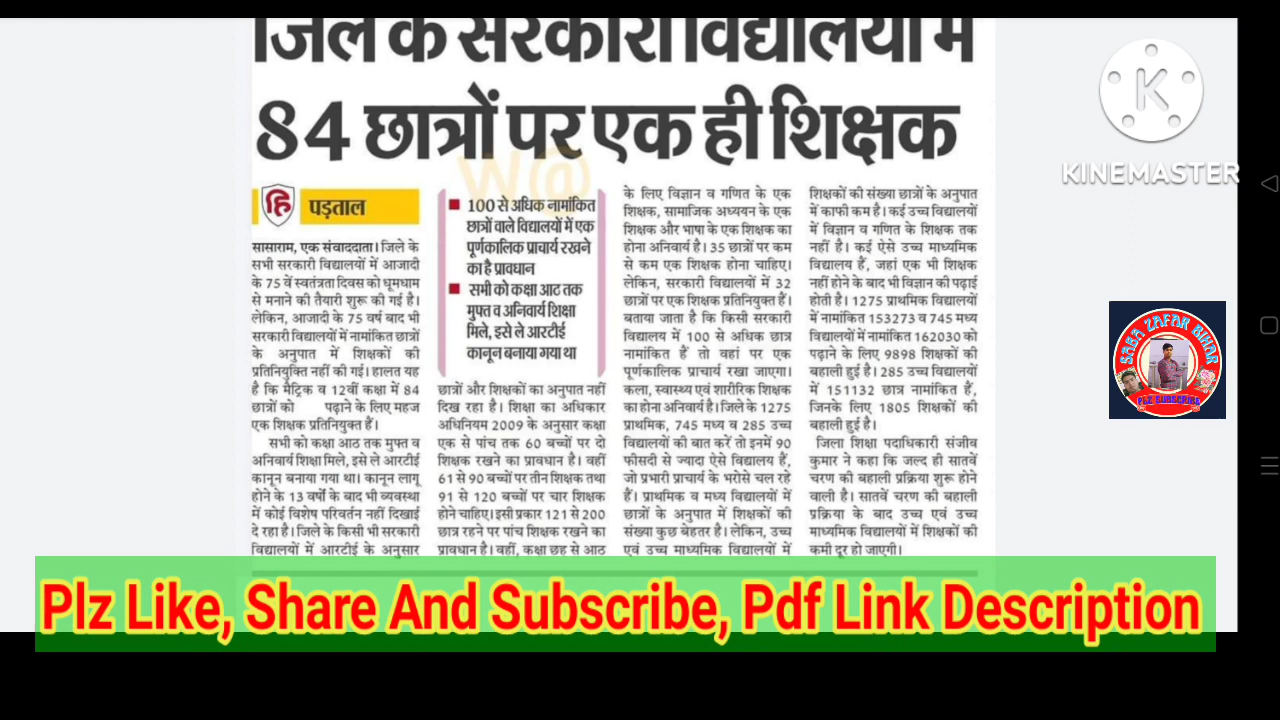 जिले के सरकारी विद्यालयों में
84 छात्रों पर एक ही शिक्षक
हि पड़ताल
सासाराम, एक संवाददाता। जिले के
सभी सरकारी विद्यालयों में आजादी
के 75 वें स्वतंत्रता दिवस को धूमधाम
से मनाने की तैयारी शुरू की गई है।
लेकिन, आजादी के 75 वर्ष बाद भी
सरकारी विद्यालयों में नामांकित छात्रों
के अनुपात में शिक्षकों की
प्रतिनियुक्ति नहीं की गई। हालत यह
है कि मैट्रिक व 12वीं कक्षा में 84
छात्रों को पढ़ाने के लिए महज
एक शिक्षक प्रतिनियुक्त हैं।
सभी को कक्षा आठ तक मुफ्त व
अनिवार्य शिक्षा मिले, इसे ले आरटीई
कानून बनाया गया था। कानून लागू
होने के 13 वर्षों के बाद भी व्यवस्था
में कोई विशेष परिवर्तन नहीं दिखाई
दे रहा है। जिले के किसी भी सरकारी
विद्यालयों में आरटीई के अनुसार
W@
■ 100 से अधिक नामांकित
छात्रों वाले विद्यालयों में एक
पूर्णकालिक प्राचार्य रखने
का है प्रावधान
■ सभी को कक्षा आठ तक
मुफ्त व अनिवार्य शिक्षा
मिले, इसे ले आरटीई
कानून बनाया गया था
छात्रों और शिक्षकों का अनुपात नहीं
दिख रहा है। शिक्षा का अधिकार
अधिनियम 2009 के अनुसार कक्षा
एक से पांच तक 60 बच्चों पर दो
शिक्षक रखने का प्रावधान है। वहीं
61 से 90 बच्चों पर तीन शिक्षक तथा
91 से 120 बच्चों पर चार शिक्षक
होने चाहिए। इसी प्रकार 121 से 200
छात्र रहने पर पांच शिक्षक रखने का
प्रावधान है। वहीं, कक्षा छह से आठ
के लिए विज्ञान व गणित के एक
शिक्षक, सामाजिक अध्ययन के एक
शिक्षक और भाषा के एक शिक्षक का
होना अनिवार्य है। 35 छात्रों पर कम
से कम एक शिक्षक होना चाहिए।
लेकिन, सरकारी विद्यालयों में 32
छात्रों पर एक शिक्षक प्रतिनियुक्त हैं।
बताया जाता है कि किसी सरकारी
विद्यालय में 100 से अधिक छात्र
नामांकित हैं तो वहां पर एक
पूर्णकालिक प्राचार्य रखा जाएगा।
कला, स्वास्थ्य एवं शारीरिक शिक्षक
का होना अनिवार्य है। जिले के 1275
प्राथमिक, 745 मध्य व 285 उच्च
विद्यालयों की बात करें तो इनमें 90
फीसदी से ज्यादा ऐसे विद्यालय हैं,
जो प्रभारी प्राचार्य के भरोसे चल रहे
हैं। प्राथमिक व मध्य विद्यालयों में
छात्रों के अनुपात में शिक्षकों की
संख्या कुछ बेहतर है। लेकिन, उच्च
एवं उच्च माध्यमिक विद्यालयों में
शिक्षकों की संख्या छात्रों के अनुपात
में काफी कम है। कई उच्च विद्यालयों
में विज्ञान व गणित के शिक्षक तक
नहीं है। कई ऐसे उच्च माध्यमिक
विद्यालय हैं, जहां एक भी शिक्षक
नहीं होने के बाद भी विज्ञान की पढ़ाई
होती है। 1275 प्राथमिक विद्यालयों
में नामांकित 153273 व 745 मध्य
विद्यालयों में नामांकित 162030 को
पढ़ाने के लिए 9898 शिक्षकों की
बहाली हुई है। 285 उच्च विद्यालयों
में 151132 छात्र नामांकित हैं,
जिनके लिए 1805 शिक्षकों की
बहाली हुई है।
जिला शिक्षा पदाधिकारी संजीव
कुमार ने कहा कि जल्द ही सातवें
चरण की बहाली प्रक्रिया शुरू होने
वाली है। सातवें चरण की बहाली
प्रक्रिया के बाद उच्च एवं उच्च
माध्यमिक विद्यालयों में शिक्षकों की
कमी दूर हो जाएगी।
K
KINEMASTER
SABA ZAFAR BIHAR
PLZ SUBSCRIBE
Plz Like, Share And Subscribe, Pdf Link Description